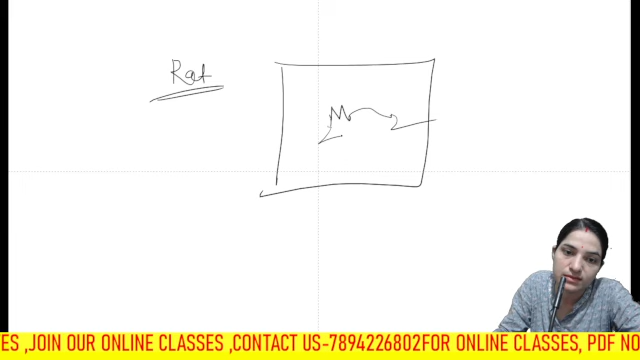 Rat
ES ,JOIN OUR ONLINE CLASSES ,CONTACT US-7894226802FOR ONLINE CLASSES, PDF NO